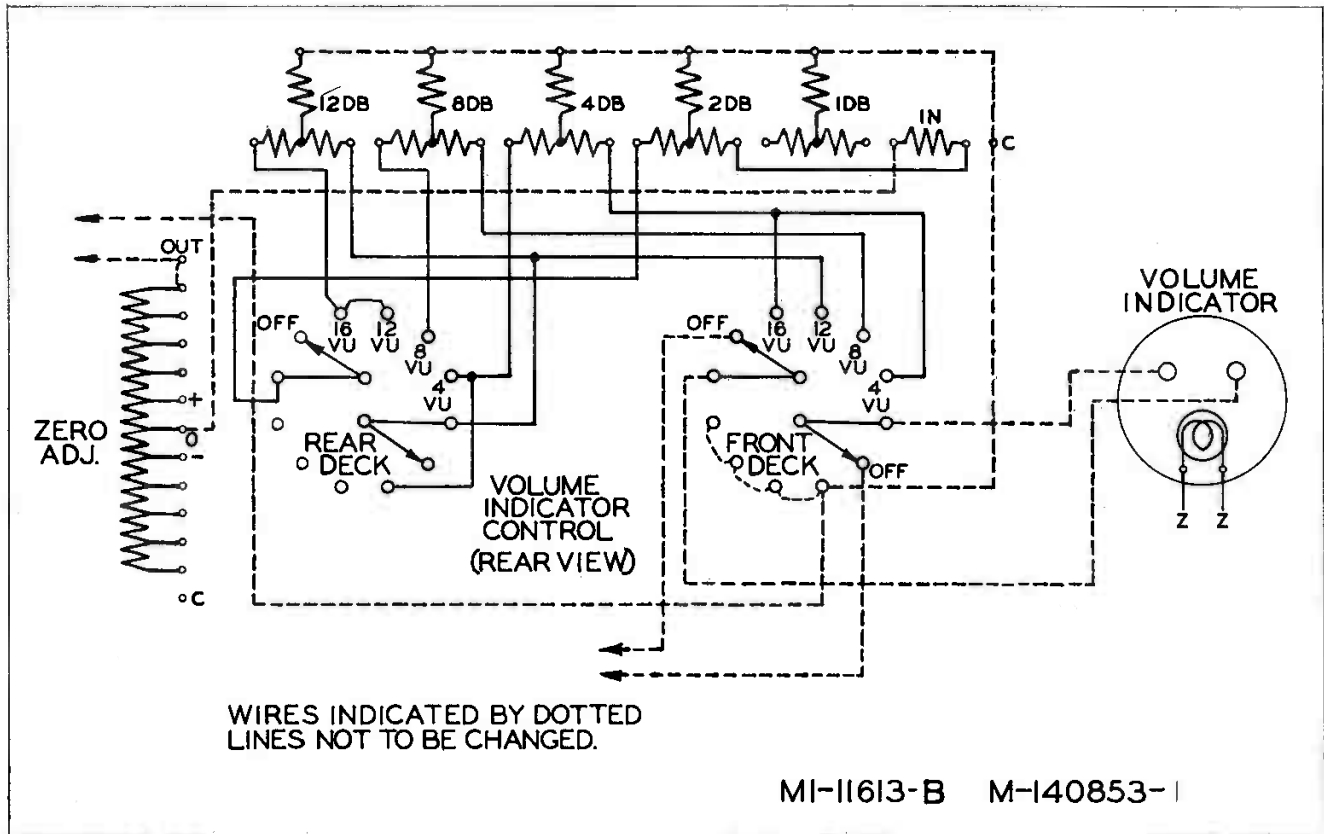 12DB
8DB
4DB
2DB
1DB
IN
C
OUT
VOLUME
INDICATOR
OFF
16
VU
12
VU
8
VU
4
VU
OFF
16
VU
12
VU
8
VU
4
VU
+
0
-
ZERO
ADJ.
REAR
DECK
FRONT
DECK
OFF
VOLUME
INDICATOR
CONTROL
(REAR VIEW)
Z Z
C
WIRES INDICATED BY DOTTED
LINES NOT TO BE CHANGED.
MI-11613-B M-140853-1